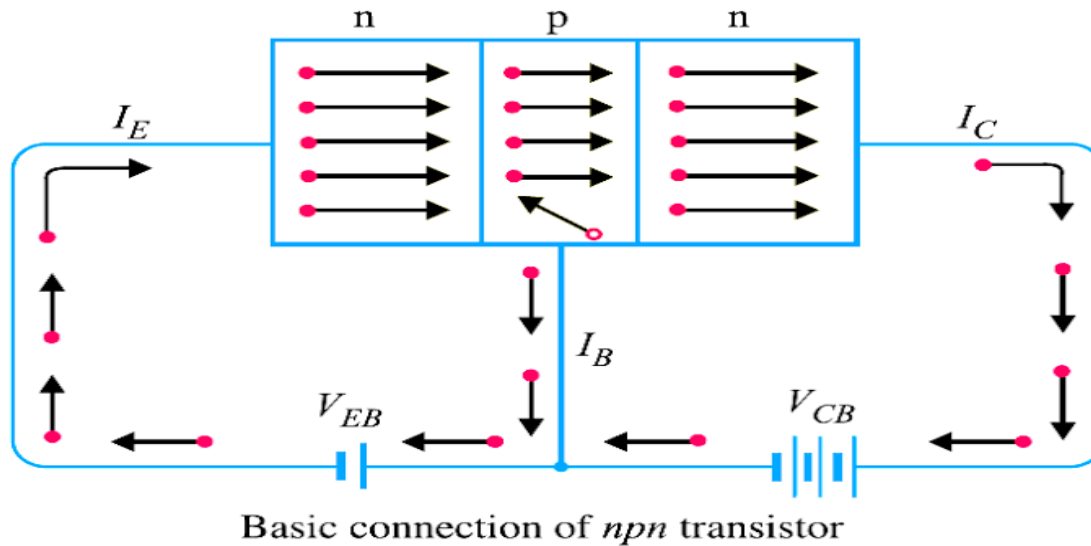 n p n
I_E I_C
I_B
V_EB V_CB
Basic connection of npn transistor